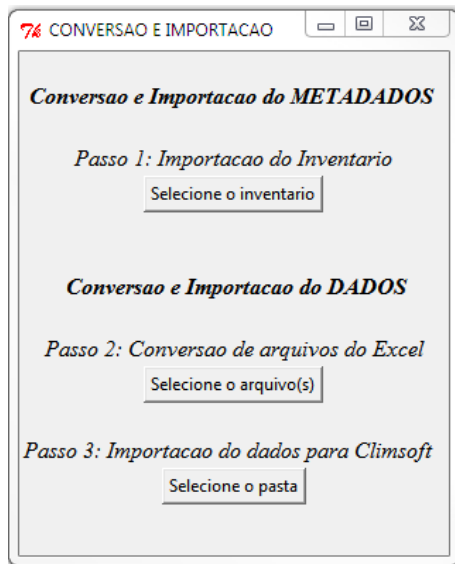 CONVERSAO E IMPORTACAO
Conversao e Importacao do METADADOS
Passo 1: Importacao do Inventario
Selecione o inventario
Conversao e Importacao do DADOS
Passo 2: Conversao de arquivos do Excel
Selecione o arquivo(s)
Passo 3: Importacao do dados para Climsoft
Selecione o pasta